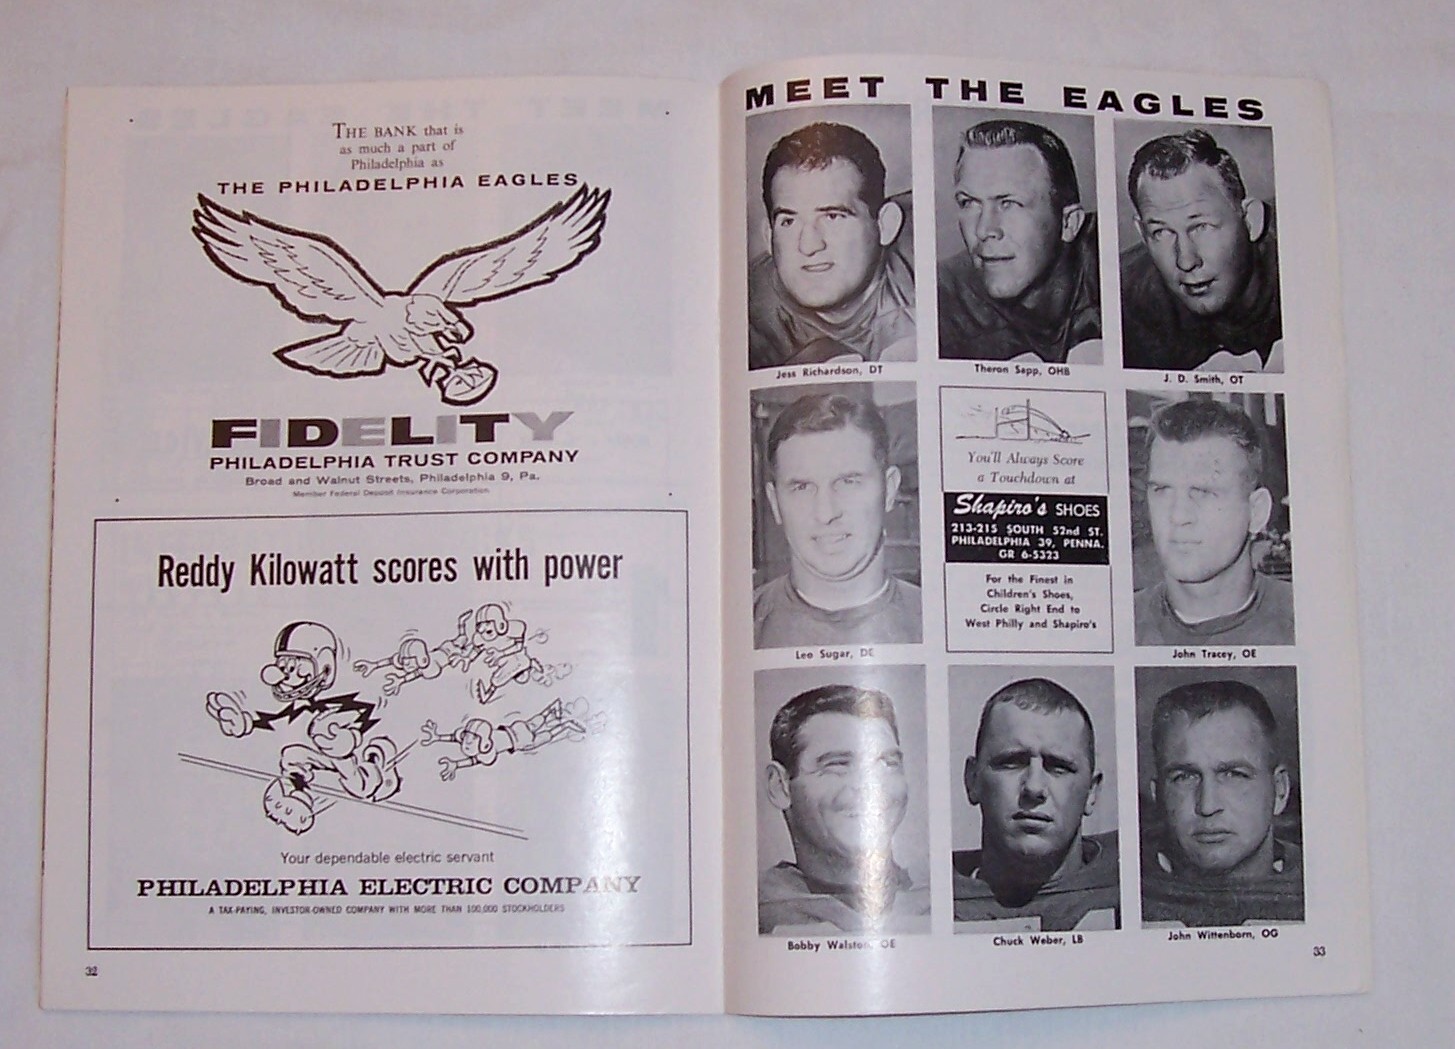 THE BANK that is
as much a part of
Philadelphia as
THE PHILADELPHIA EAGLES
FIDELITY
PHILADELPHIA TRUST COMPANY
Broad and Walnut Streets, Philadelphia 9, Pa.
Member Federal Deposit Insurance Corporation
Reddy Kilowatt scores with power
Your dependable electric servant
PHILADELPHIA ELECTRIC COMPANY
A TAX-PAYING, INVESTOR-OWNED COMPANY WITH MORE THAN 100,000 STOCKHOLDERS
32
MEET THE EAGLES
Jess Richardson, DT
Theron Sapp, OHB
J. D. Smith, OT
Leo Sugar, DE
You'll Always Score
a Touchdown at
Shapiro's SHOES
213-215 SOUTH 52nd ST.
PHILADELPHIA 39, PENNA.
GR 6-5323
For the Finest in
Children's Shoes,
Circle Right End to
West Philly and Shapiro's
John Tracey, OE
Bobby Walston, OE
Chuck Weber, LB
John Wittenborn, OG
33